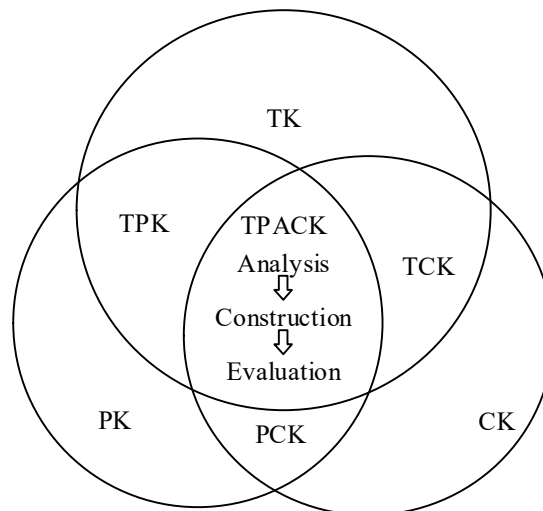 TK
TPK
TPACK
TCK
Analysis
Construction
Evaluation
PK
PCK
CK